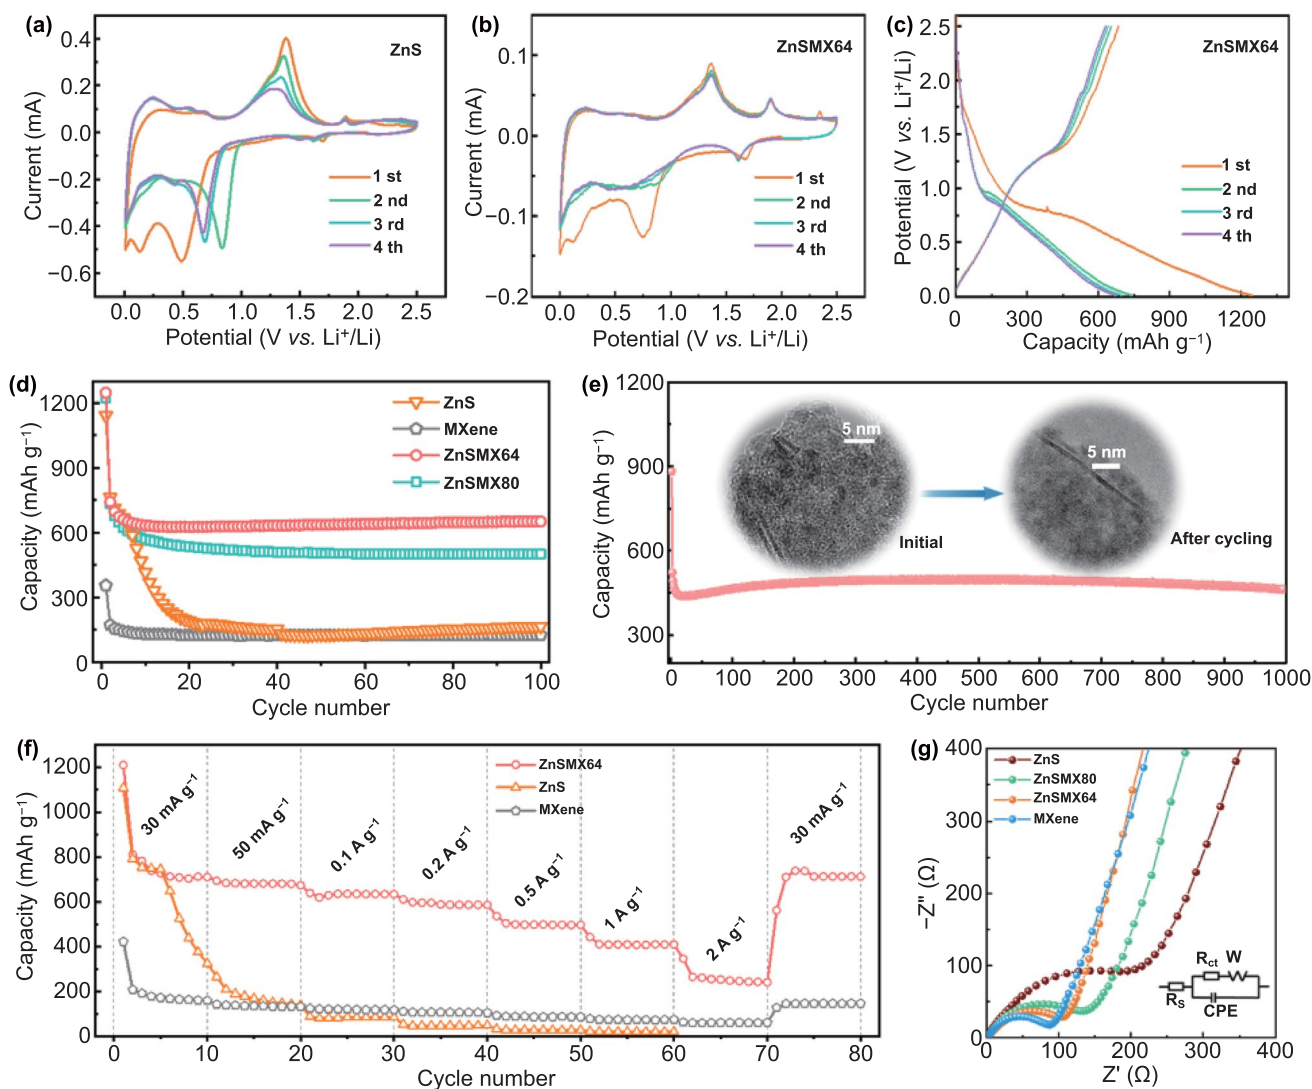 (a)
ZnS
0.4
0.2
0.0
−0.2
−0.4
−0.6
Current (mA)
1 st
2 nd
3 rd
4 th
0.0 0.5 1.0 1.5 2.0 2.5
Potential (V vs. Li⁺/Li)
(b)
ZnSMX64
0.1
0.0
−0.1
−0.2
Current (mA)
1 st
2 nd
3 rd
4 th
0.0 0.5 1.0 1.5 2.0 2.5
Potential (V vs. Li⁺/Li)
(c)
ZnSMX64
2.5
2.0
1.5
1.0
0.5
0.0
Potential (V vs. Li⁺/Li)
1 st
2 nd
3 rd
4 th
0 300 600 900 1200
Capacity (mAh g⁻¹)
(d)
1200
900
600
300
0
Capacity (mAh g⁻¹)
ZnS
MXene
ZnSMX64
ZnSMX80
0 20 40 60 80 100
Cycle number
(e)
1200
900
600
300
Capacity (mAh g⁻¹)
5 nm
Initial
5 nm
After cycling
0 100 200 300 400 500 600 700 800 900 1000
Cycle number
(f)
1200
1000
800
600
400
200
0
Capacity (mAh g⁻¹)
ZnSMX64
ZnS
MXene
30 mA g⁻¹
50 mA g⁻¹
0.1 A g⁻¹
0.2 A g⁻¹
0.5 A g⁻¹
1 A g⁻¹
2 A g⁻¹
30 mA g⁻¹
0 10 20 30 40 50 60 70 80
Cycle number
(g)
400
300
200
100
0
−Z" (Ω)
ZnS
ZnSMX80
ZnSMX64
MXene
Rct W
RS
CPE
0 100 200 300 400
Z' (Ω)